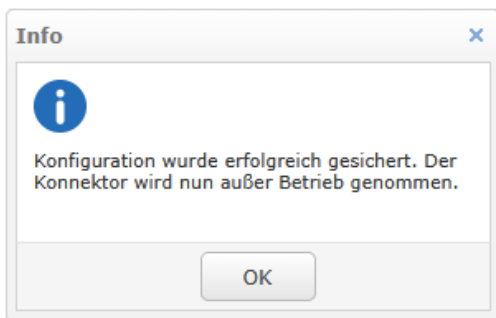 Info
Konfiguration wurde erfolgreich gesichert. Der
Konnektor wird nun außer Betrieb genommen.
OK